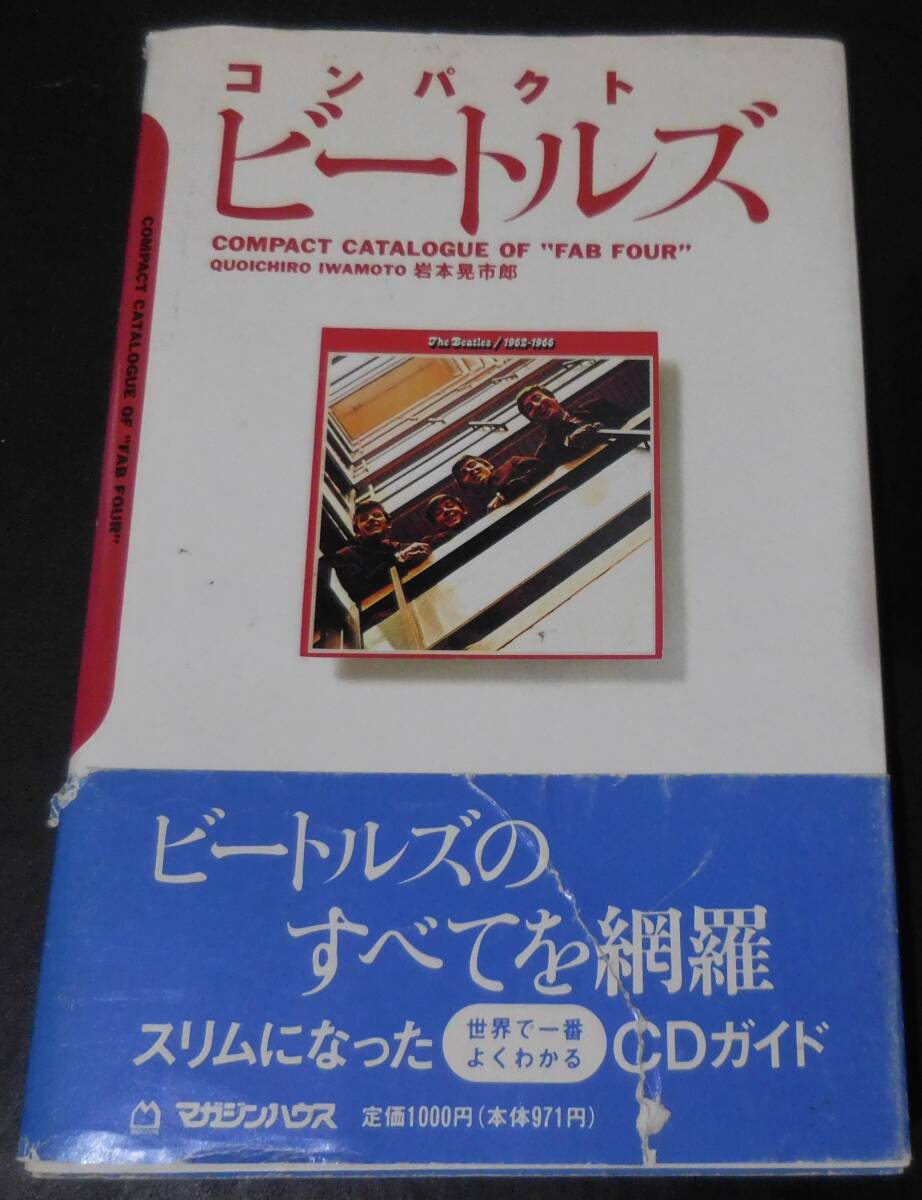 コンパクト
ビートルズ
COMPACT CATALOGUE OF "FAB FOUR"
QUOICHIRO IWAMOTO 岩本晃市郎
The Beatles / 1962-1966
COMPACT CATALOGUE OF "FAB FOUR"
ビートルズの
すべてを網羅
スリムになった 世界で一番 よくわかる CDガイド
マガジンハウス 定価1000円(本体971円)